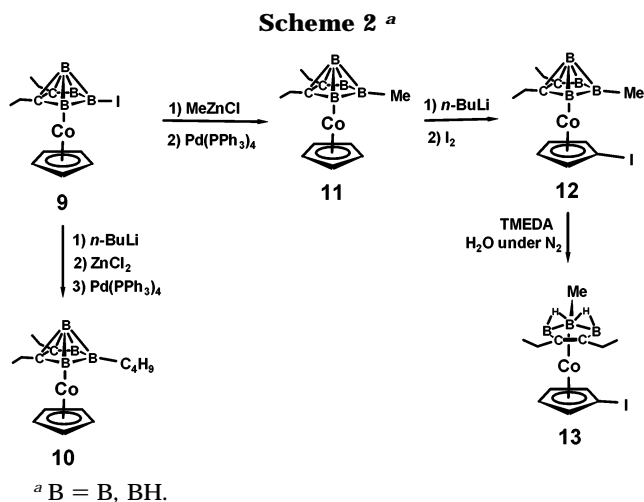 Scheme 2 ᵃ
B
C B
C B B I
Co
9
1) MeZnCl
2) Pd(PPh₃)₄
B
C B
C B Me
Co
11
1) n-BuLi
2) I₂
B
C B
C B Me
Co
I
12
1) n-BuLi
2) ZnCl₂
3) Pd(PPh₃)₄
TMEDA
H₂O under N₂
B
C B
C B B C₄H₉
Co
10
Me
H H
B B B
C C
Co
I
13
ᵃ B = B, BH.